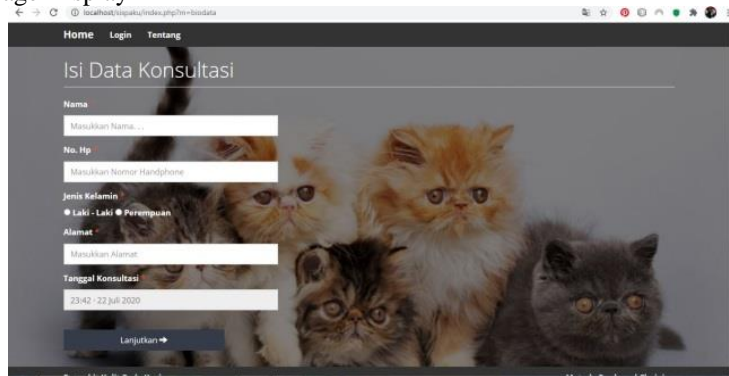 localhost/sispaku/index.php?m=biodata
Home Login Tentang
Isi Data Konsultasi
Nama
Masukkan Nama. ...
No. Hp *
Masukkan Nomor Handphone
Jenis Kelamin *
Laki - Laki Perempuan
Alamat *
Masukkan Alamat
Tanggal Konsultasi *
23:42 - 22 Juli 2020
Lanjutkan